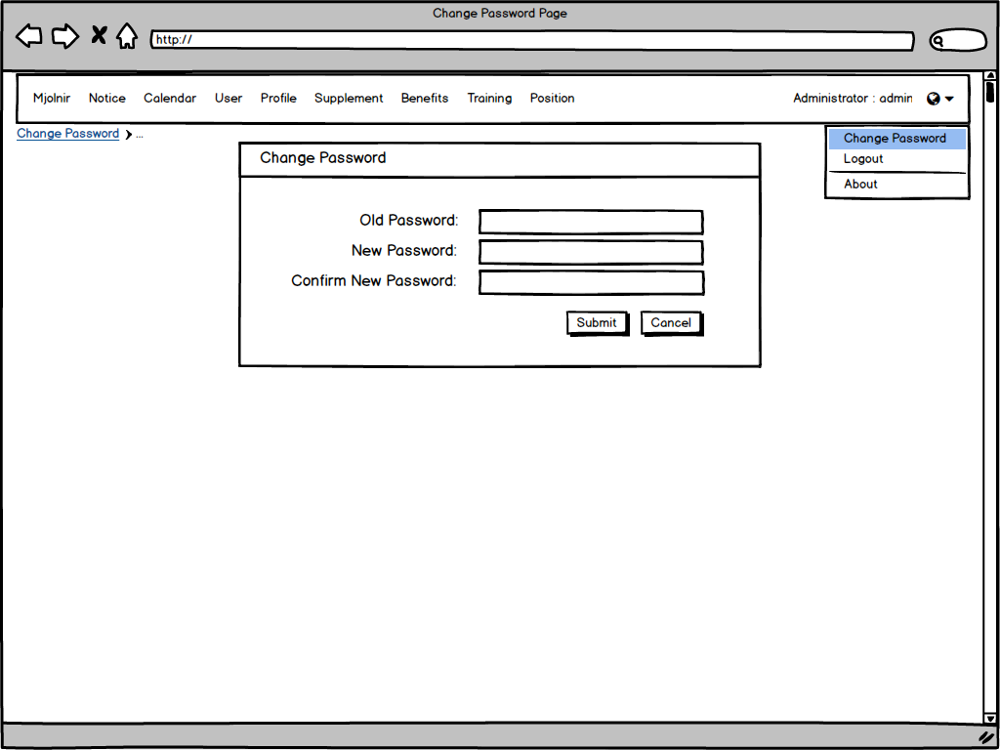 Change Password Page
http://
Mjolnir Notice Calendar User Profile Supplement Benefits Training Position Administrator : admin
Change Password ...
Change Password
Logout
About
Change Password
Old Password:
New Password:
Confirm New Password:
Submit Cancel